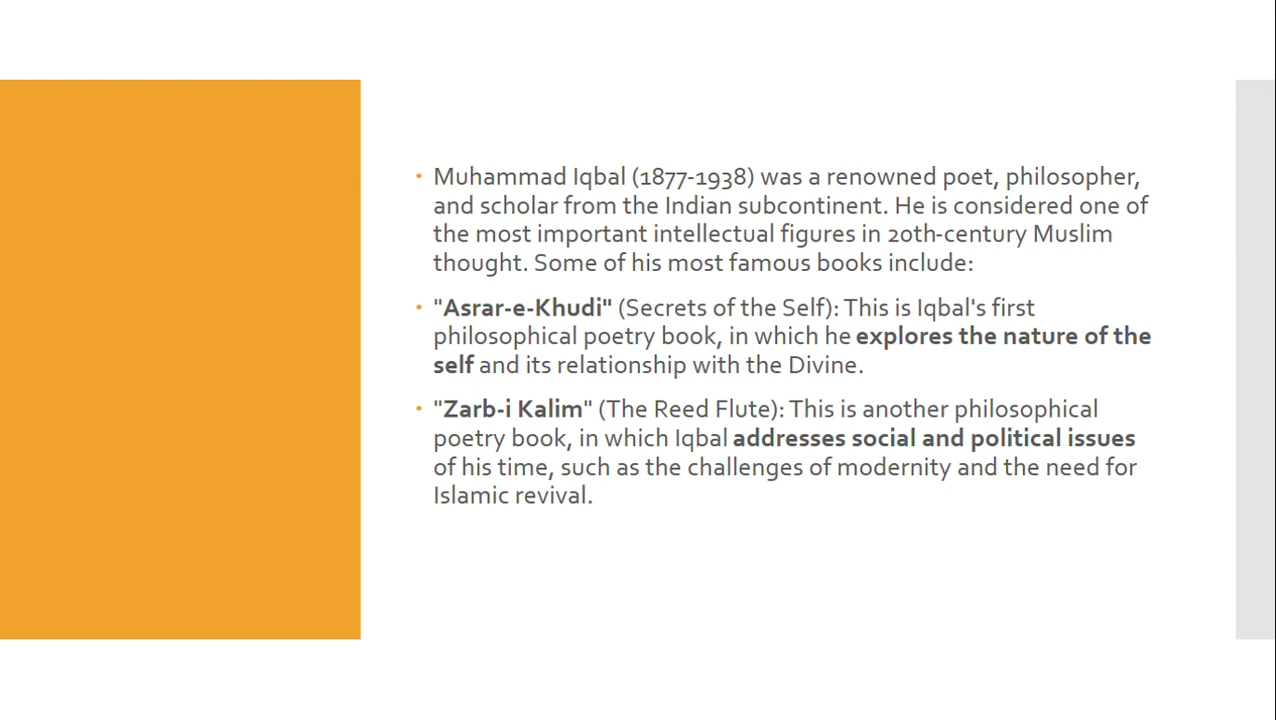 • Muhammad Iqbal (1877-1938) was a renowned poet, philosopher,
and scholar from the Indian subcontinent. He is considered one of
the most important intellectual figures in 20th-century Muslim
thought. Some of his most famous books include:
• "Asrar-e-Khudi" (Secrets of the Self): This is Iqbal's first
philosophical poetry book, in which he explores the nature of the
self and its relationship with the Divine.
• "Zarb-i Kalim" (The Reed Flute): This is another philosophical
poetry book, in which Iqbal addresses social and political issues
of his time, such as the challenges of modernity and the need for
Islamic revival.